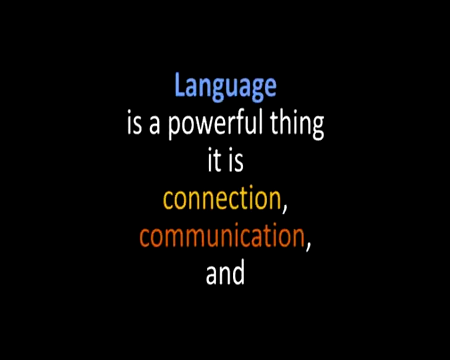 Language
is a powerful thing
it is
connection,
communication,
and